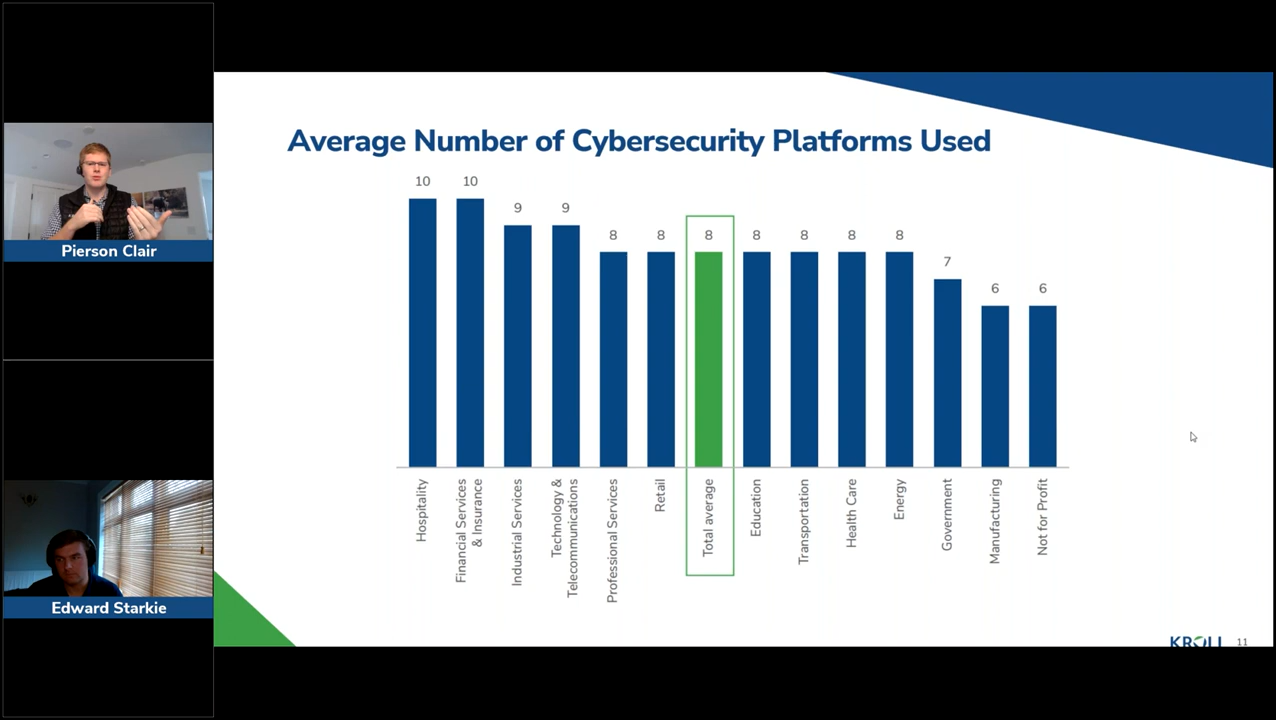 Average Number of Cybersecurity Platforms Used
10
10
9
9
8
8
8
8
8
8
8
7
6
6
Hospitality
Financial Services
& Insurance
Industrial Services
Technology &
Telecommunications
Professional Services
Retail
Total average
Education
Transportation
Health Care
Energy
Government
Manufacturing
Not for Profit
KROLL
11
Pierson Clair
Edward Starkie